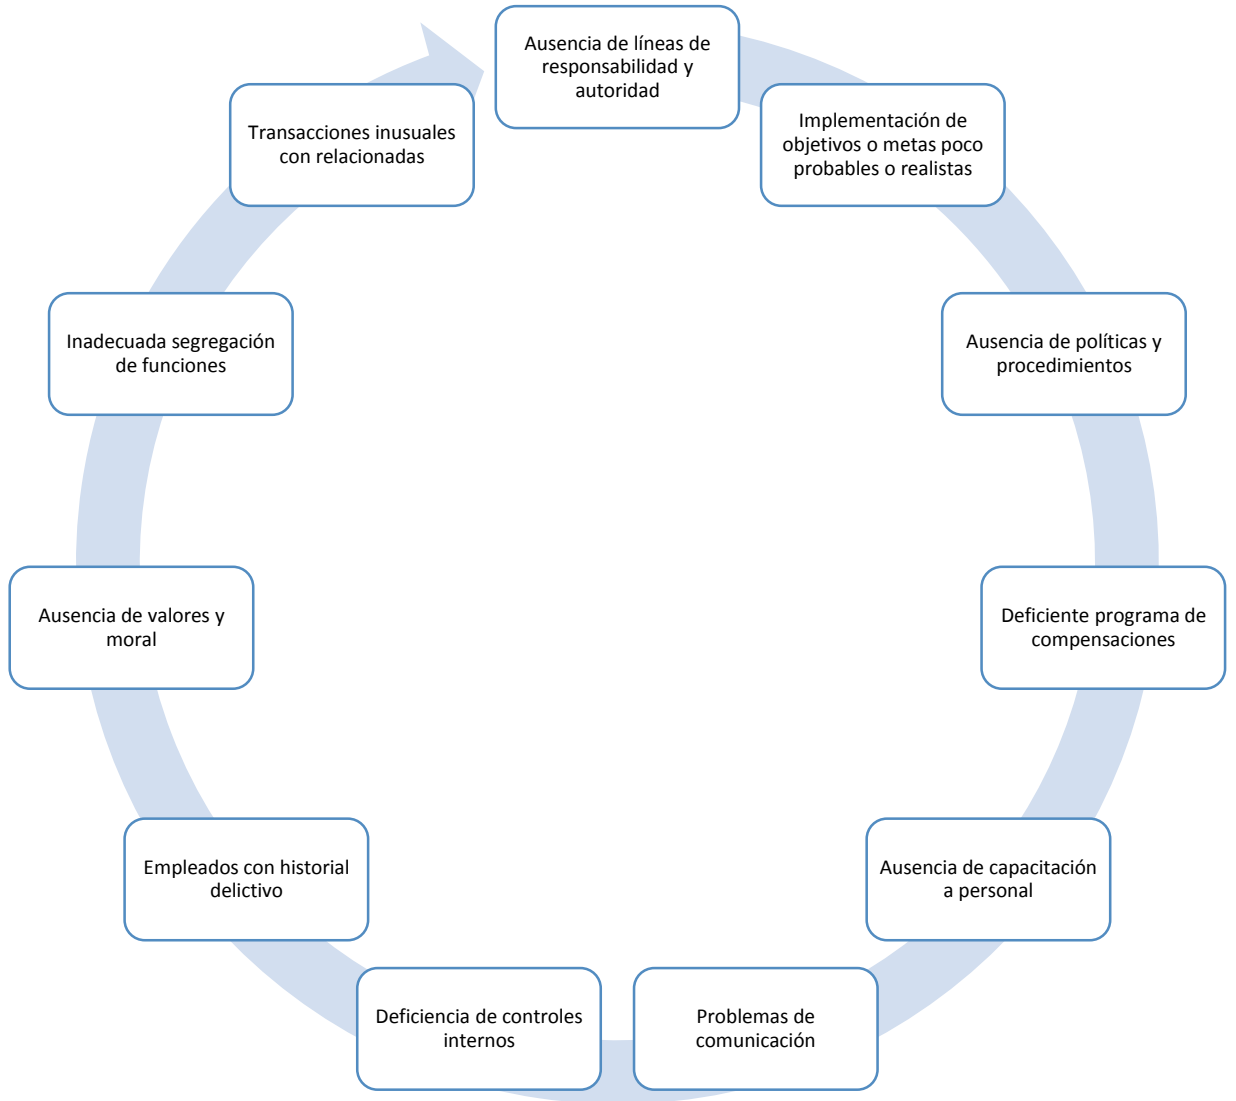 Ausencia de líneas de
responsabilidad y
autoridad
Implementación de
objetivos o metas poco
probables o realistas
Ausencia de políticas y
procedimientos
Deficiente programa de
compensaciones
Ausencia de capacitación
a personal
Problemas de
comunicación
Deficiencia de controles
internos
Empleados con historial
delictivo
Ausencia de valores y
moral
Inadecuada segregación
de funciones
Transacciones inusuales
con relacionadas